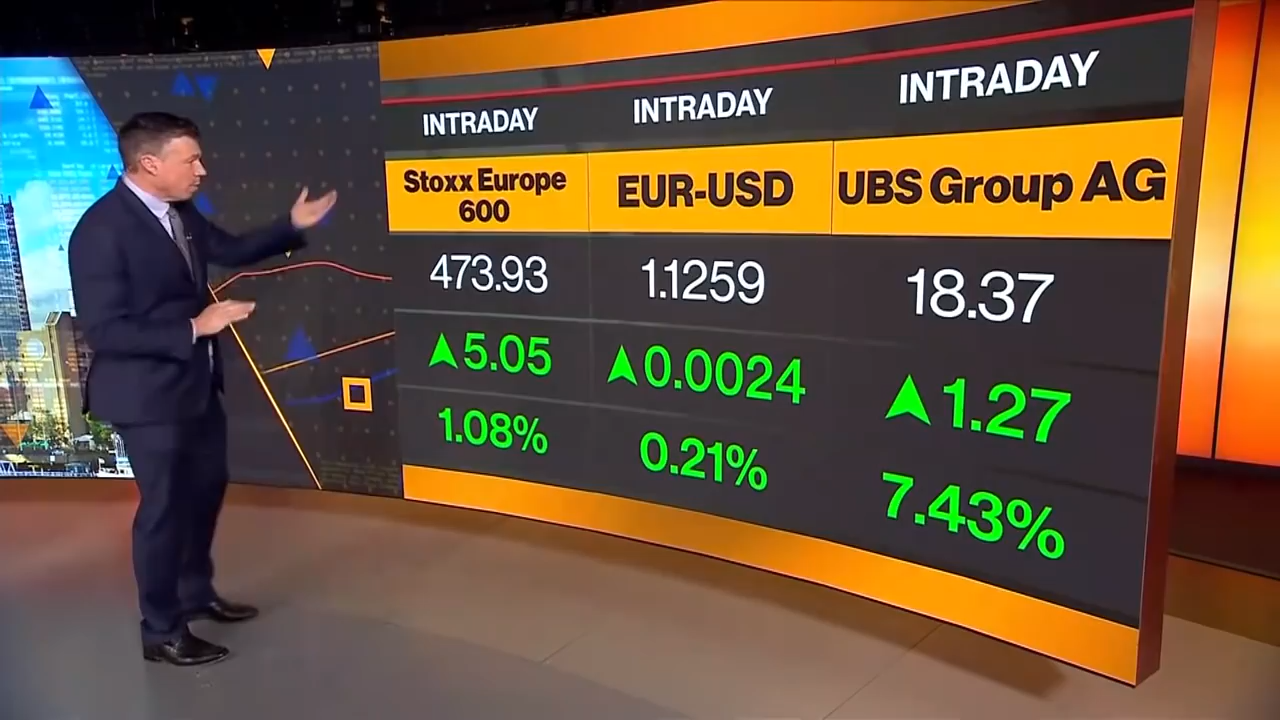 INTRADAY
INTRADAY
INTRADAY
Stoxx Europe
600
EUR-USD
UBS Group AG
473.93
1.1259
18.37
▲5.05
▲0.0024
▲1.27
1.08%
0.21%
7.43%